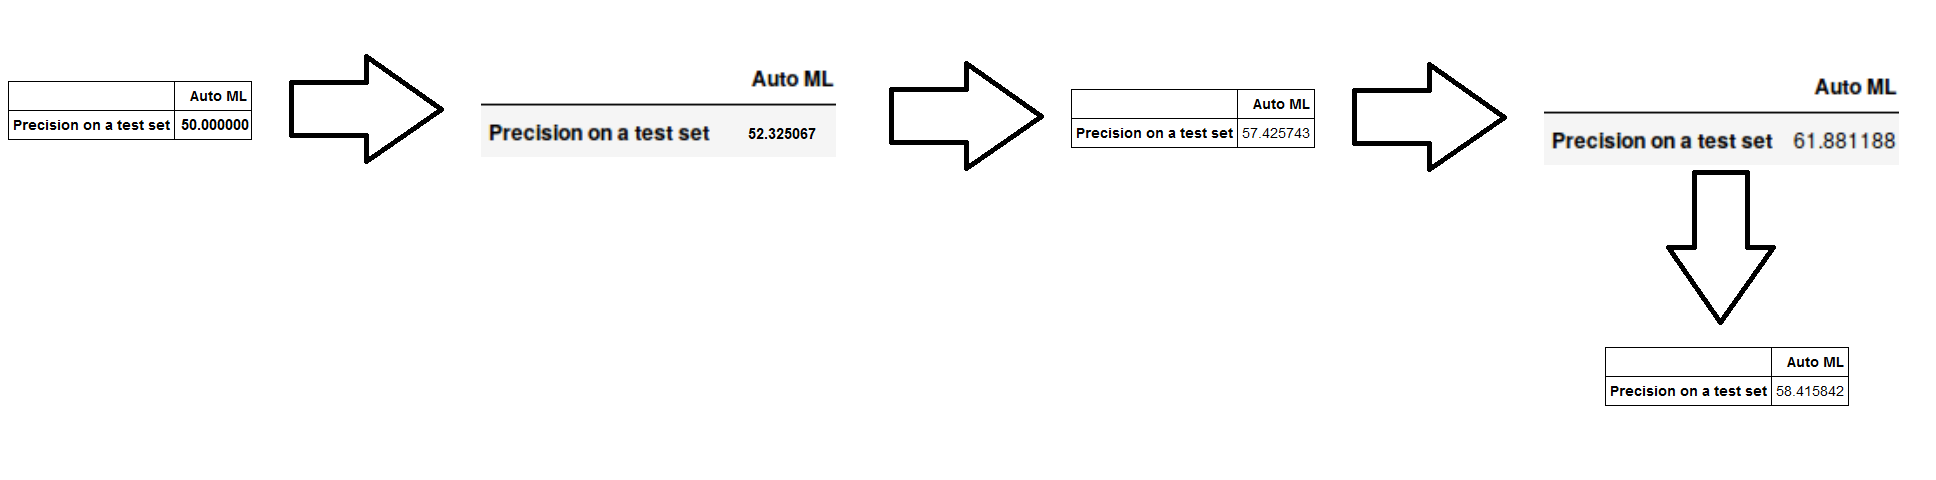 Auto ML
Precision on a test set 50.000000
Auto ML
Precision on a test set 52.325067
Auto ML
Precision on a test set 57.425743
Auto ML
Precision on a test set 61.881188
Auto ML
Precision on a test set 58.415842